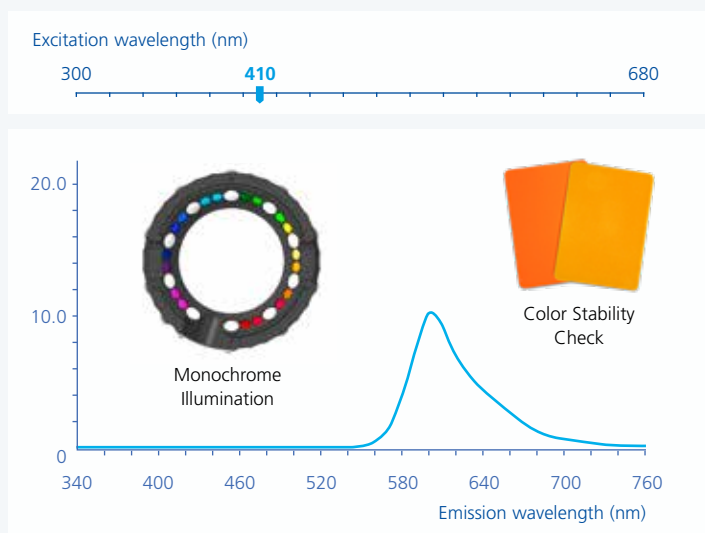 Excitation wavelength (nm)
300
410
680
20.0
10.0
0
Monochrome
Illumination
Color Stability
Check
340 400 460 520 580 640 700 760
Emission wavelength (nm)